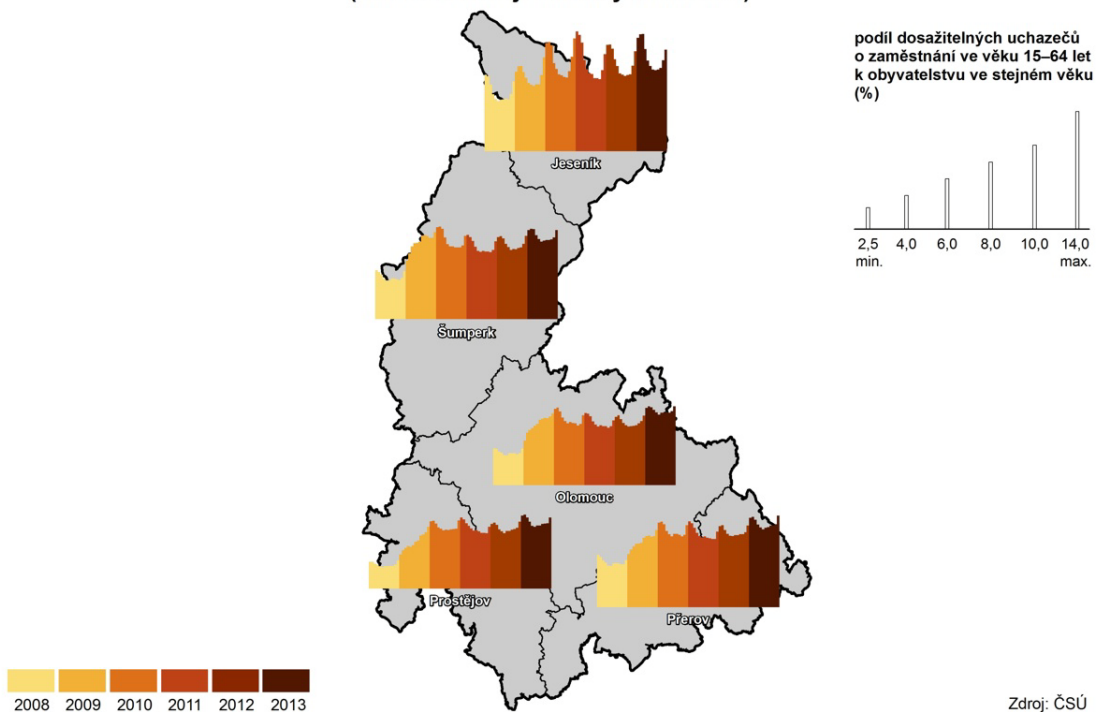 podíl dosažitelných uchazečů
o zaměstnání ve věku 15–64 let
k obyvatelstvu ve stejném věku
(%)
2,5 4,0 6,0 8,0 10,0 14,0
min. max.
Jeseník
Šumperk
Olomouc
Prostějov
Přerov
2008 2009 2010 2011 2012 2013
Zdroj: ČSÚ